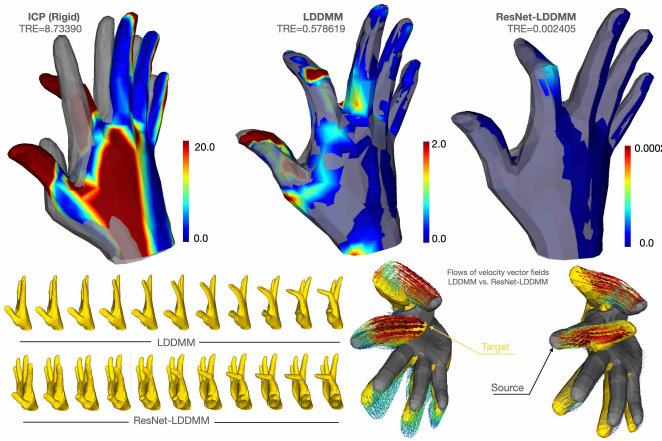 ICP (Rigid)
TRE=8.73390
LDDMM
TRE=0.578619
ResNet-LDDMM
TRE=0.002405
20.0
0.0
2.0
0.0
0.0
Flows of velocity vector fields
LDDMM vs. ResNet-LDDMM
LDDMM
Target
Source
ResNet-LDDMM